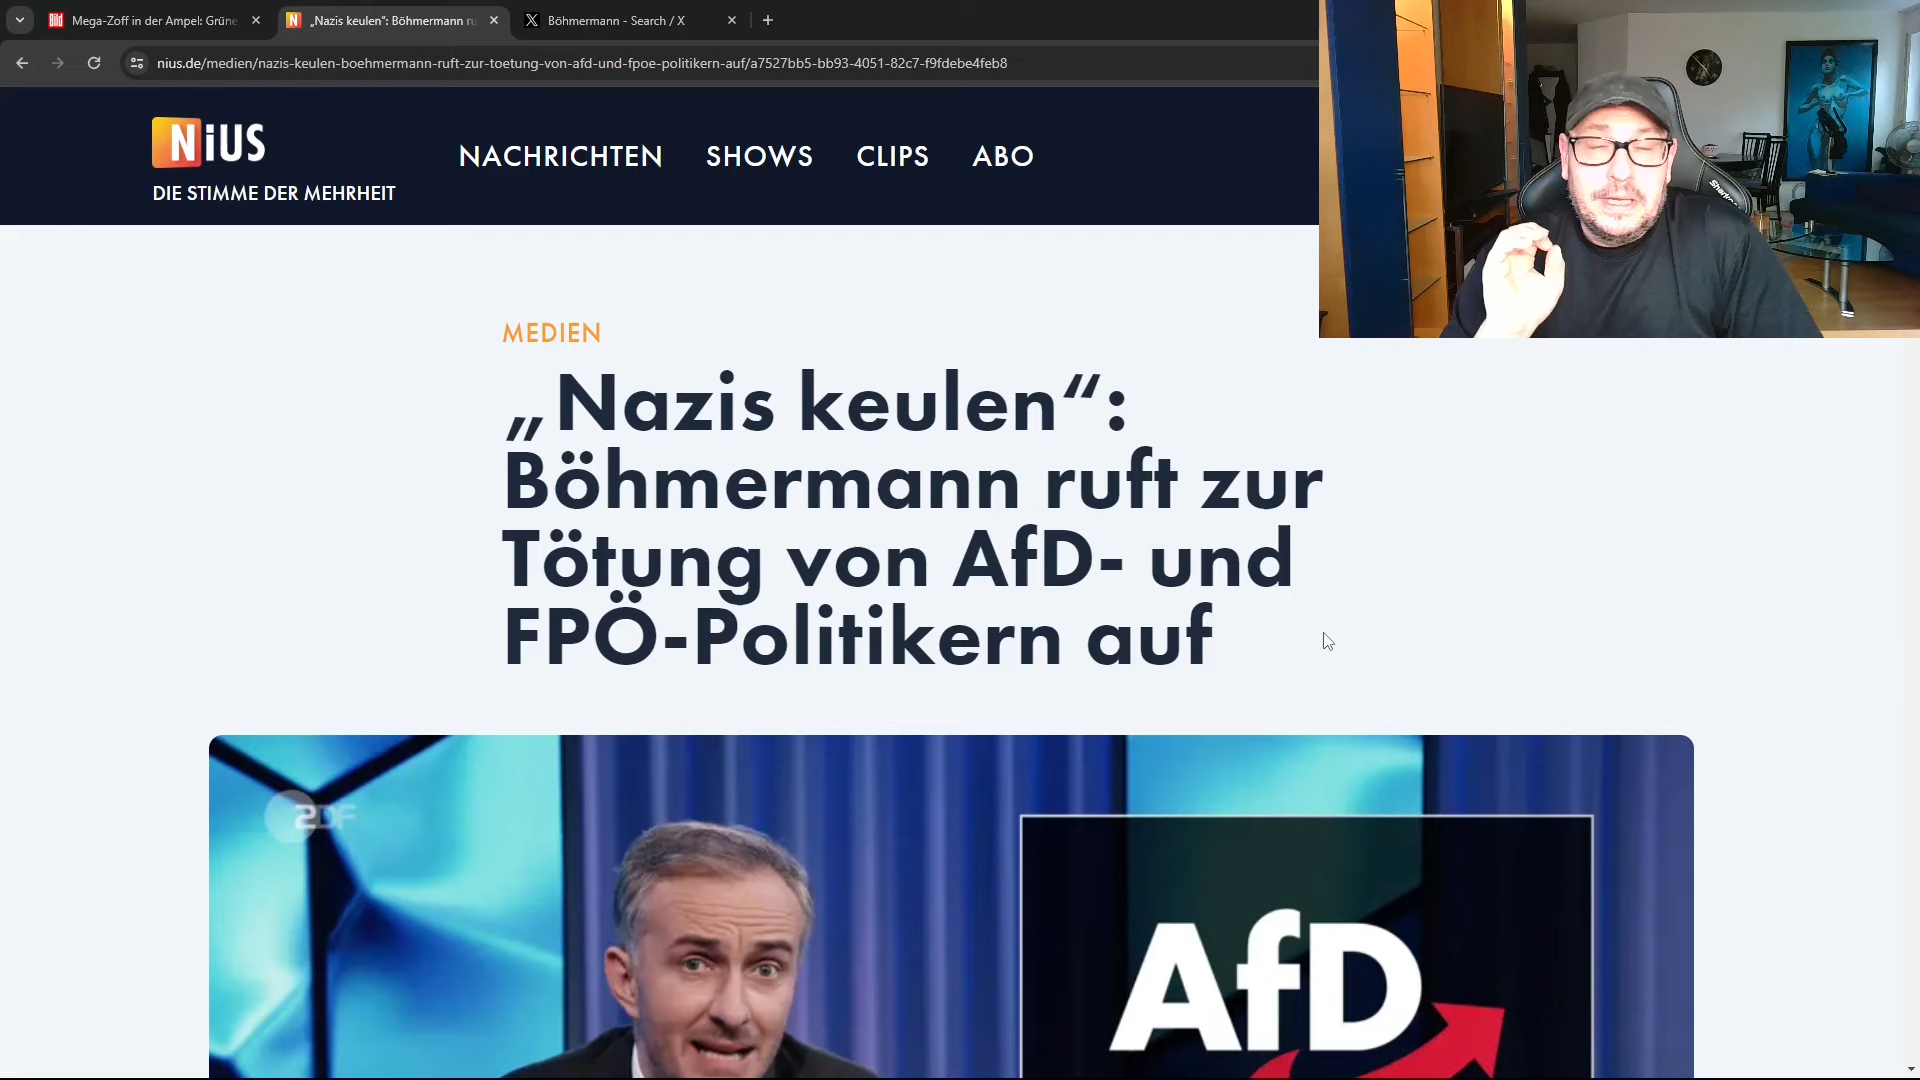 Mega-Zoff in der Ampel: Grüne
„Nazis keulen“: Böhmermann ru
Böhmermann - Search / X
nius.de/medien/nazis-keulen-boehmermann-ruft-zur-toetung-von-afd-und-fpoe-politikern-auf/a7527bb5-bb93-4051-82c7-f9fdebe4feb8
NiUS
DIE STIMME DER MEHRHEIT
NACHRICHTEN SHOWS CLIPS ABO
MEDIEN
„Nazis keulen“:
Böhmermann ruft zur
Tötung von AfD- und
FPÖ-Politikern auf
ZDF
AfD